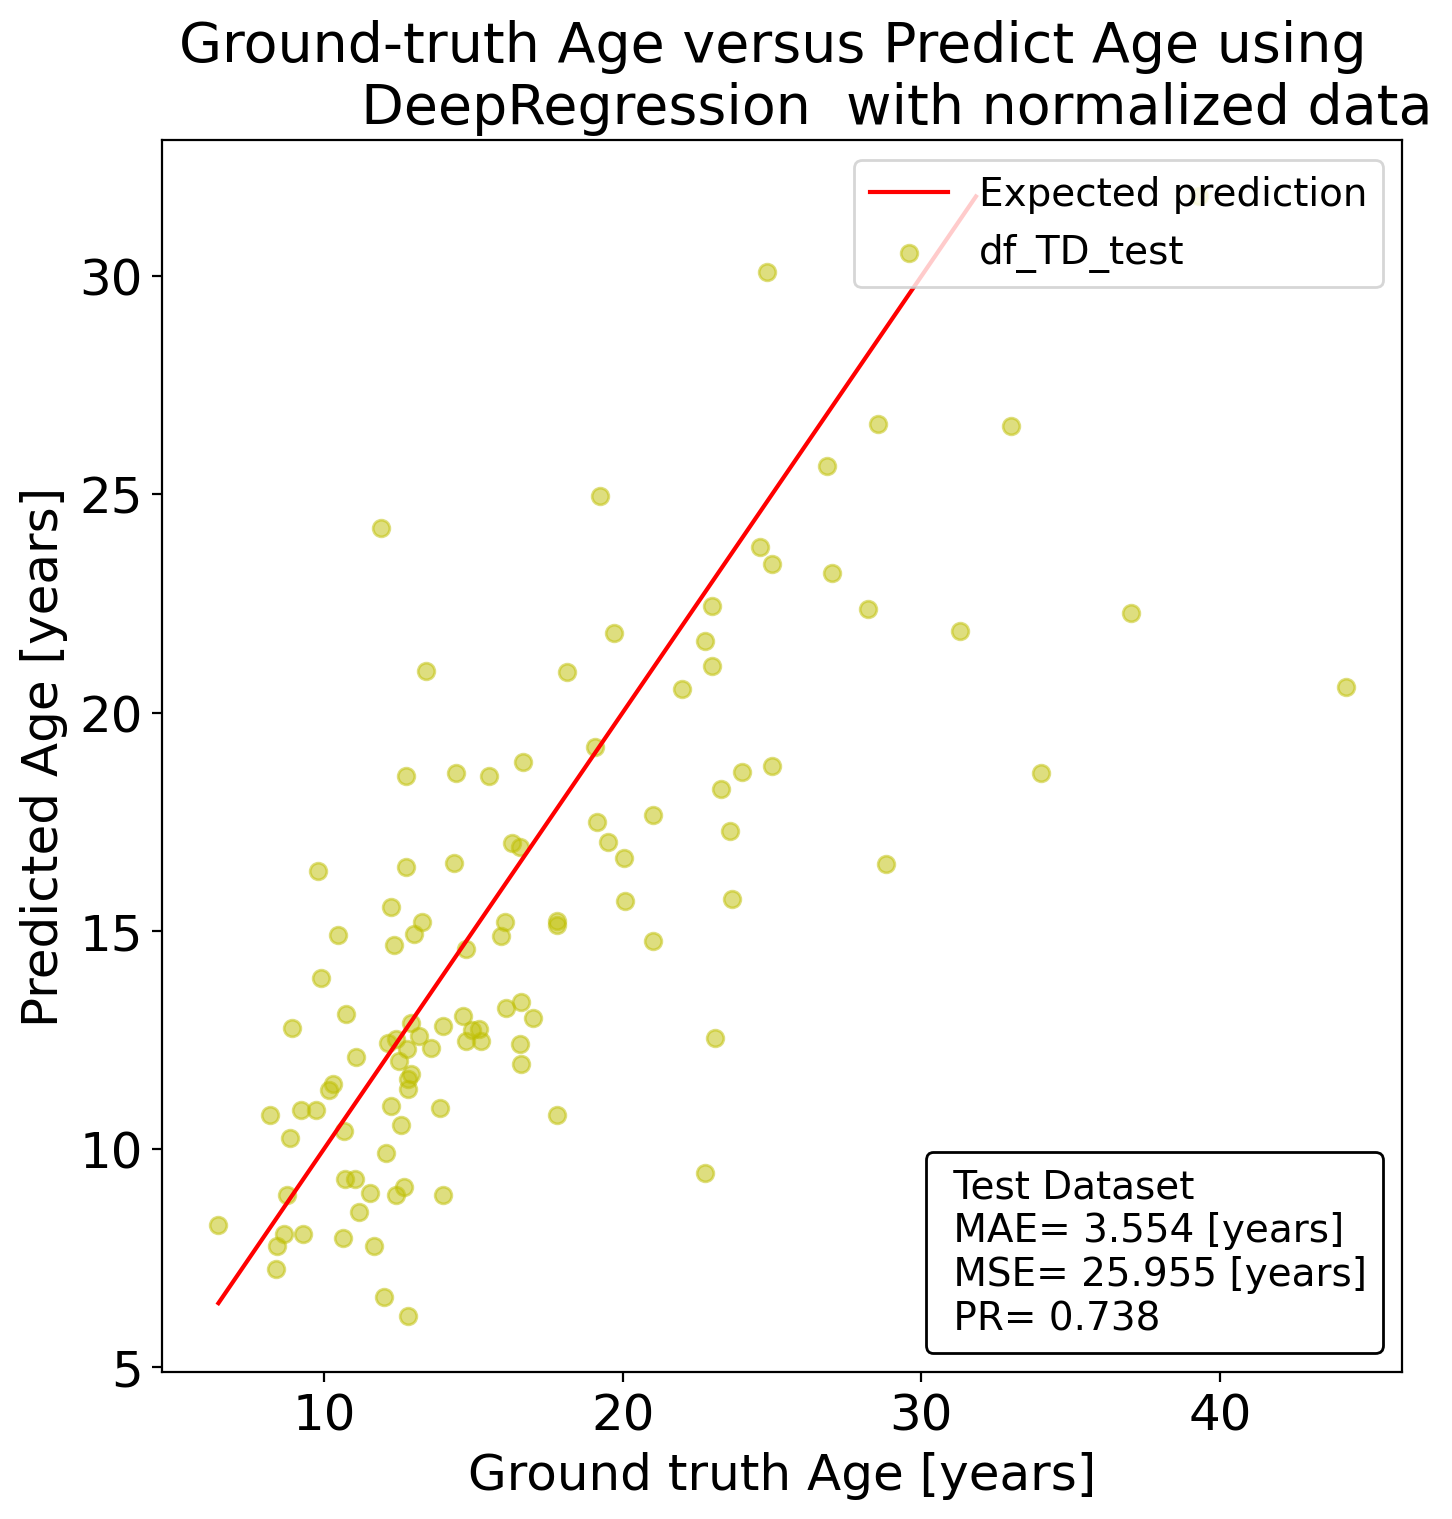 Ground-truth Age versus Predict Age using
DeepRegression  with normalized data
Expected prediction
df_TD_test
30
25
20
15
10
5
Predicted Age [years]
Test Dataset
MAE= 3.554 [years]
MSE= 25.955 [years]
PR= 0.738
10 20 30 40
Ground truth Age [years]